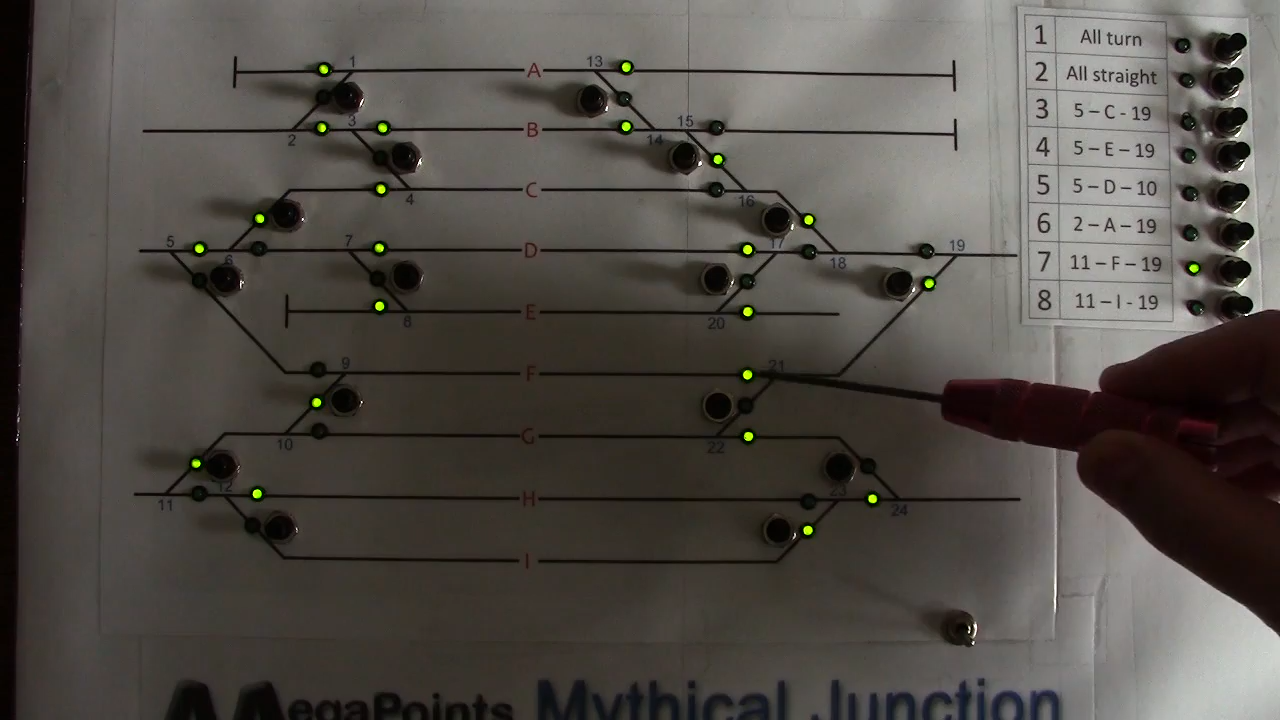 1
13
A
2
3
B
14
15
4
C
16
5
6
7
D
17
18
19
8
E
20
9
F
21
10
G
22
11
12
H
23
24
I
1 All turn
2 All straight
3 5 – C - 19
4 5 – E – 19
5 5 – D – 10
6 2 – A – 19
7 11 – F – 19
8 11 – I - 19
MegaPoints Mythical Junction